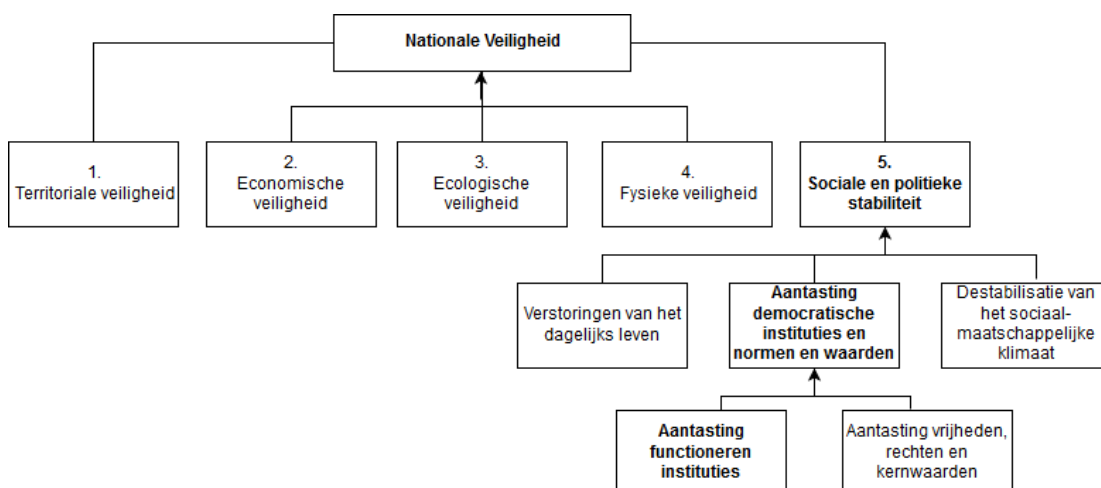 Nationale Veiligheid
1.
Territoriale veiligheid
2.
Economische
veiligheid
3.
Ecologische
veiligheid
4.
Fysieke veiligheid
5.
Sociale en politieke
stabiliteit
Verstoringen van het
dagelijks leven
Aantasting
democratische
instituties en
normen en waarden
Destabilisatie van
het sociaal-
maatschappelijke
klimaat
Aantasting
functioneren
instituties
Aantasting vrijheden,
rechten en
kernwaarden